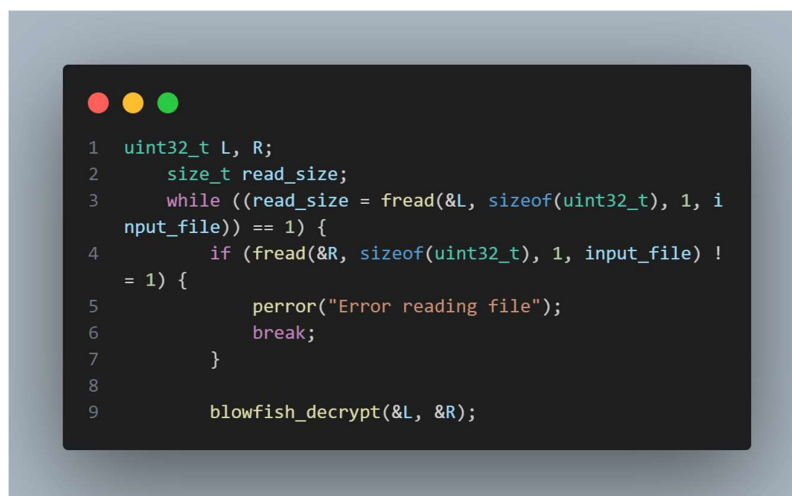 1 uint32_t L, R;
2     size_t read_size;
3     while ((read_size = fread(&L, sizeof(uint32_t), 1, i
nput_file)) == 1) {
4         if (fread(&R, sizeof(uint32_t), 1, input_file) !
= 1) {
5             perror("Error reading file");
6             break;
7         }
8
9         blowfish_decrypt(&L, &R);